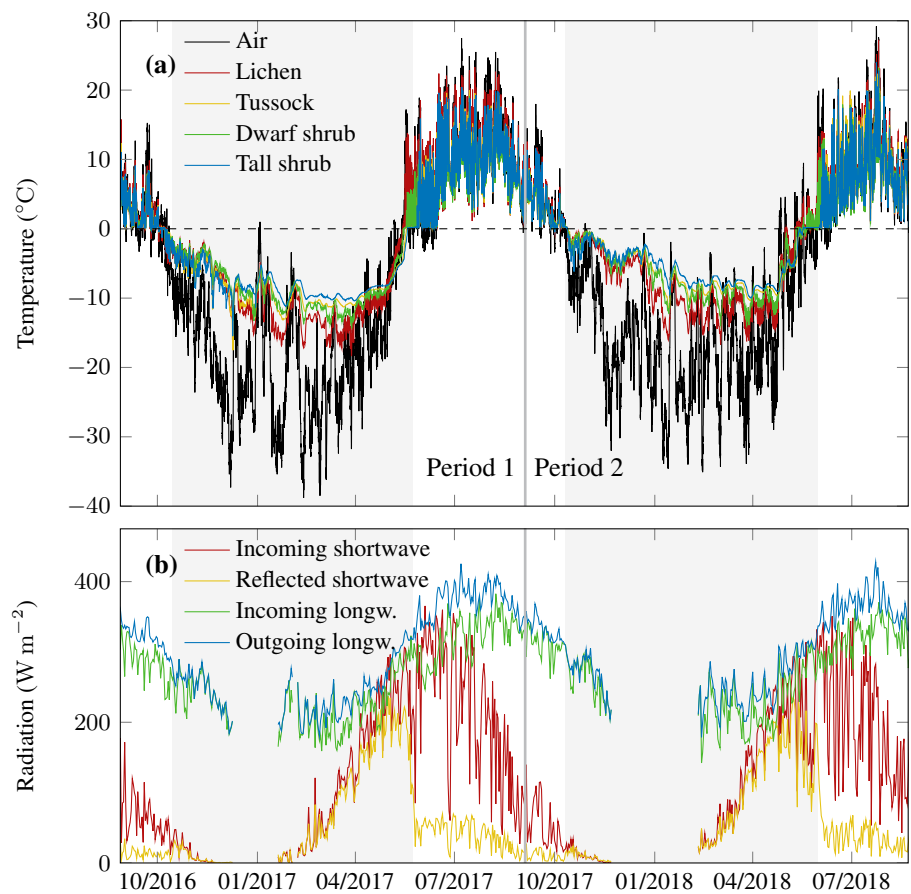 30
20
10
0
−10
−20
−30
−40
Temperature (°C)
(a)
Air
Lichen
Tussock
Dwarf shrub
Tall shrub
Period 1
Period 2
400
200
0
Radiation (W m−2)
(b)
Incoming shortwave
Reflected shortwave
Incoming longw.
Outgoing longw.
10/2016 01/2017 04/2017 07/2017 10/2017 01/2018 04/2018 07/2018